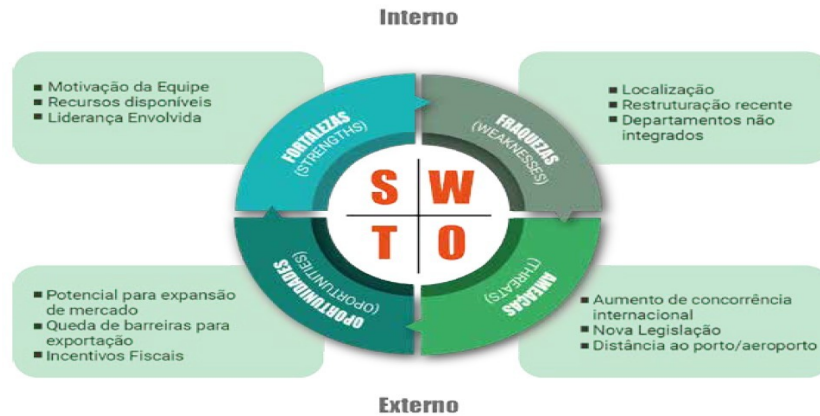 Interno
Motivação da Equipe
Recursos disponíveis
Liderança Envolvida
FORTALEZAS
(STRENGTHS)
FRAQUEZAS
(WEAKNESSES)
Localização
Restruturação recente
Departamentos não
integrados
S W
T O
Potencial para expansão
de mercado
Queda de barreiras para
exportação
Incentivos Fiscais
OPORTUNIDADES
(OPORTUNITIES)
AMEAÇAS
(THREATS)
Aumento de concorrência
internacional
Nova Legislação
Distância ao porto/aeroporto
Externo